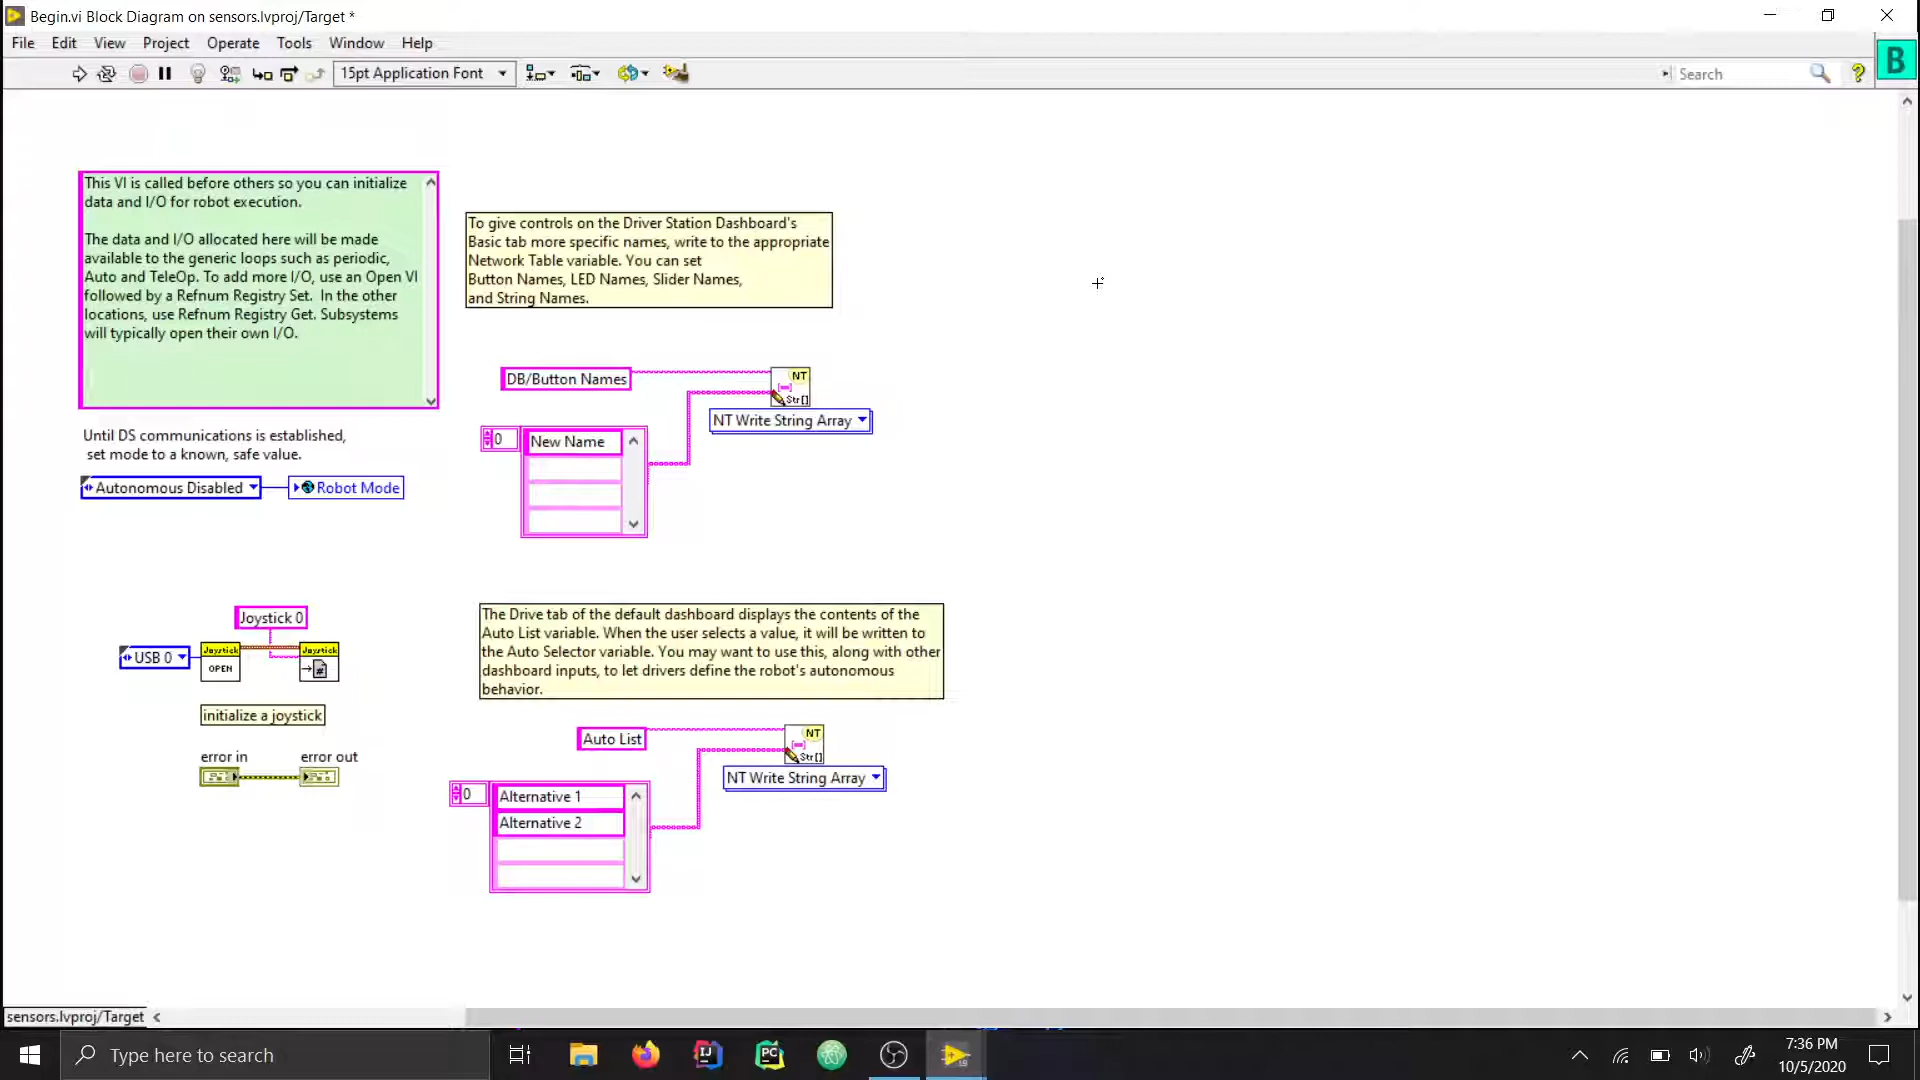 Begin.vi Block Diagram on sensors.lvproj/Target *
File Edit View Project Operate Tools Window Help
15pt Application Font
Search
?
B
This VI is called before others so you can initialize
data and I/O for robot execution.
The data and I/O allocated here will be made
available to the generic loops such as periodic,
Auto and TeleOp. To add more I/O, use an Open VI
followed by a Refnum Registry Set. In the other
locations, use Refnum Registry Get. Subsystems
will typically open their own I/O.
To give controls on the Driver Station Dashboard's
Basic tab more specific names, write to the appropriate
Network Table variable. You can set
Button Names, LED Names, Slider Names,
and String Names.
DB/Button Names
NT
Str[]
NT Write String Array
0
New Name
Until DS communications is established,
set mode to a known, safe value.
Autonomous Disabled
Robot Mode
Joystick 0
USB 0
Joystick
OPEN
Joystick
#
initialize a joystick
error in
error out
The Drive tab of the default dashboard displays the contents of the
Auto List variable. When the user selects a value, it will be written to
the Auto Selector variable. You may want to use this, along with other
dashboard inputs, to let drivers define the robot's autonomous
behavior.
Auto List
NT
Str[]
NT Write String Array
0
Alternative 1
Alternative 2
sensors.lvproj/Target
Type here to search
IJ
PC
19
7:36 PM
10/5/2020